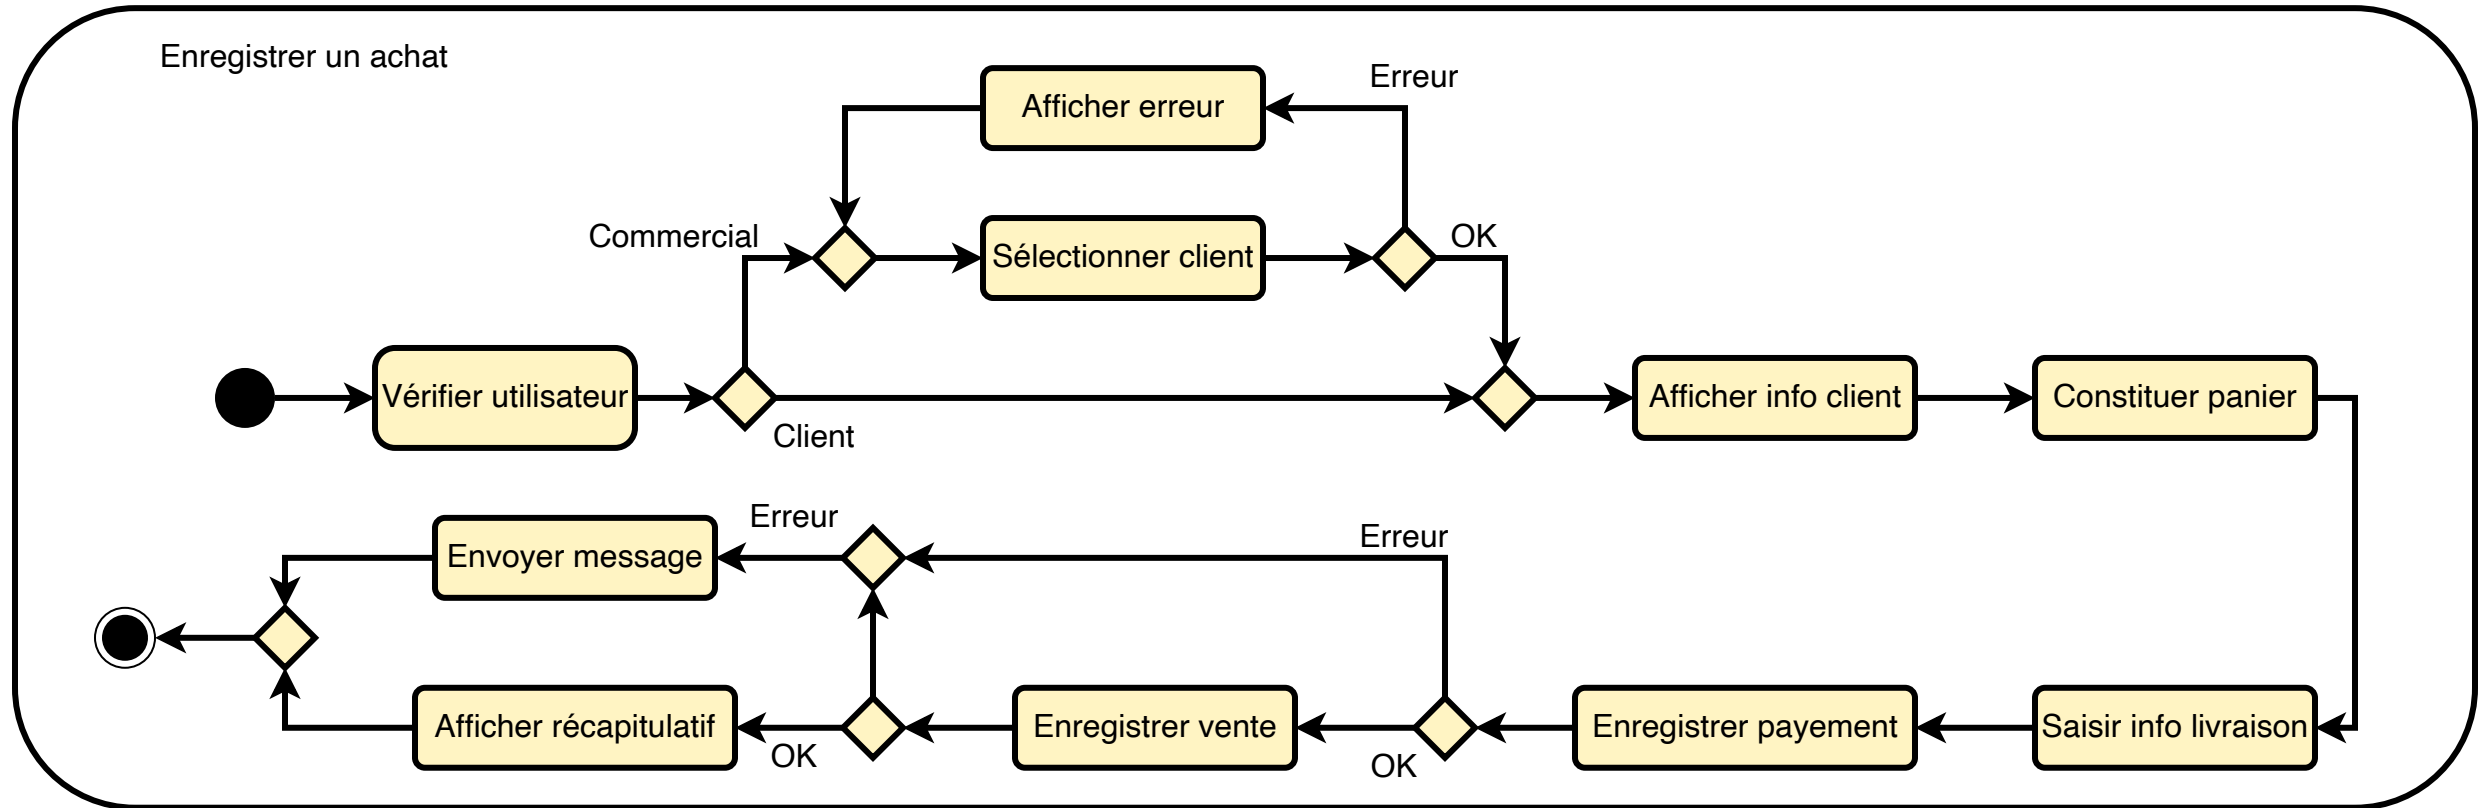 Enregistrer un achat
Erreur
Afficher erreur
Commercial
Sélectionner client
OK
Vérifier utilisateur
Client
Afficher info client
Constituer panier
Erreur
Envoyer message
Erreur
Afficher récapitulatif
OK
Enregistrer vente
OK
Enregistrer payement
Saisir info livraison